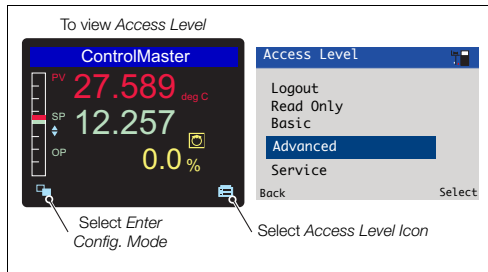 To view Access Level
ControlMaster
PV 27.589 deg C
SP 12.257
OP 0.0 %
Select Enter
Config. Mode
Access Level
Logout
Read Only
Basic
Advanced
Service
Back Select
Select Access Level Icon